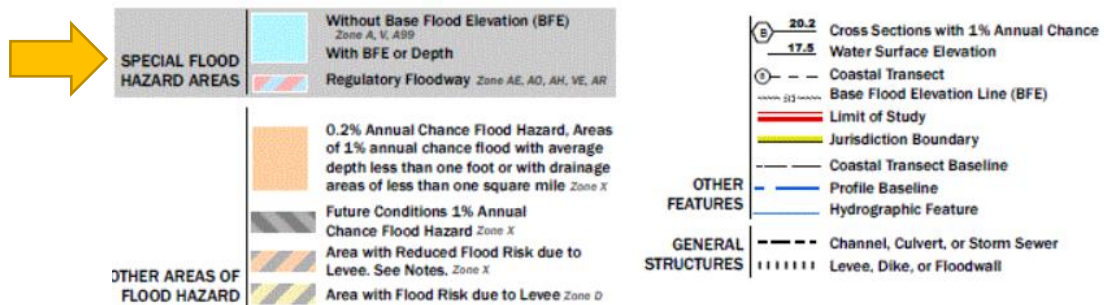 SPECIAL FLOOD
HAZARD AREAS
Without Base Flood Elevation (BFE)
Zone A, V, A99
With BFE or Depth
Regulatory Floodway Zone AE, AO, AH, VE, AR
0.2% Annual Chance Flood Hazard, Areas
of 1% annual chance flood with average
depth less than one foot or with drainage
areas of less than one square mile Zone X
Future Conditions 1% Annual
Chance Flood Hazard Zone X
Area with Reduced Flood Risk due to
Levee. See Notes. Zone X
OTHER AREAS OF
FLOOD HAZARD
Area with Flood Risk due to Levee Zone D
B 20.2 Cross Sections with 1% Annual Chance
17.5 Water Surface Elevation
Coastal Transect
Base Flood Elevation Line (BFE)
Limit of Study
Jurisdiction Boundary
Coastal Transect Baseline
OTHER
FEATURES
Profile Baseline
Hydrographic Feature
GENERAL
STRUCTURES
Channel, Culvert, or Storm Sewer
Levee, Dike, or Floodwall